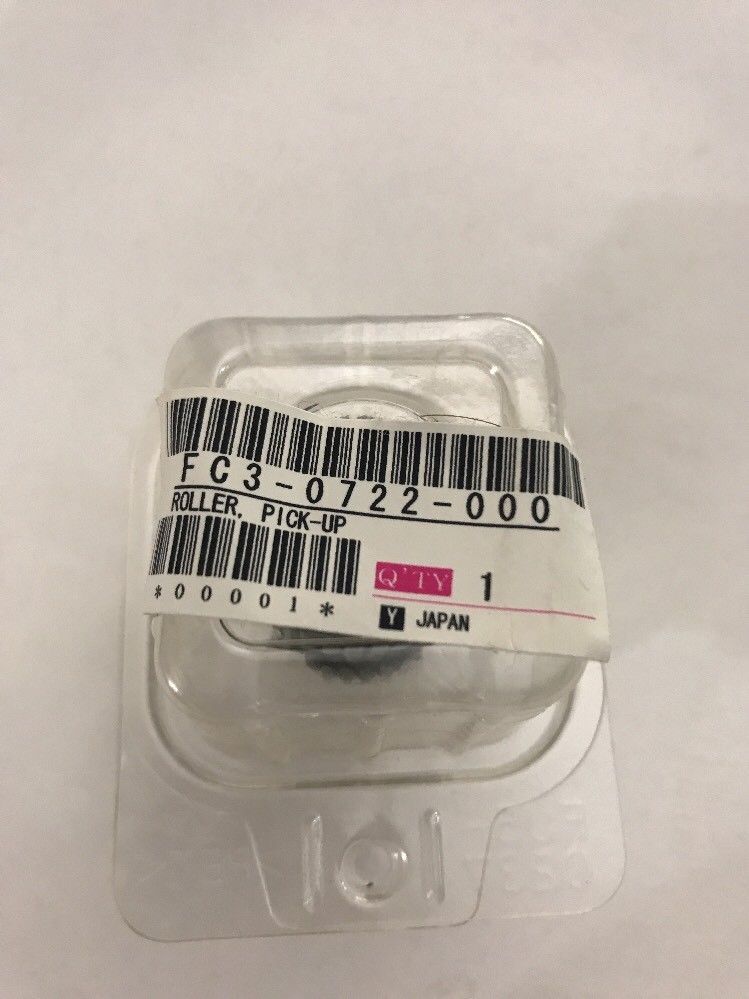 FC3-0722-000
ROLLER, PICK-UP
Q'TY 1
*00001*
Y JAPAN